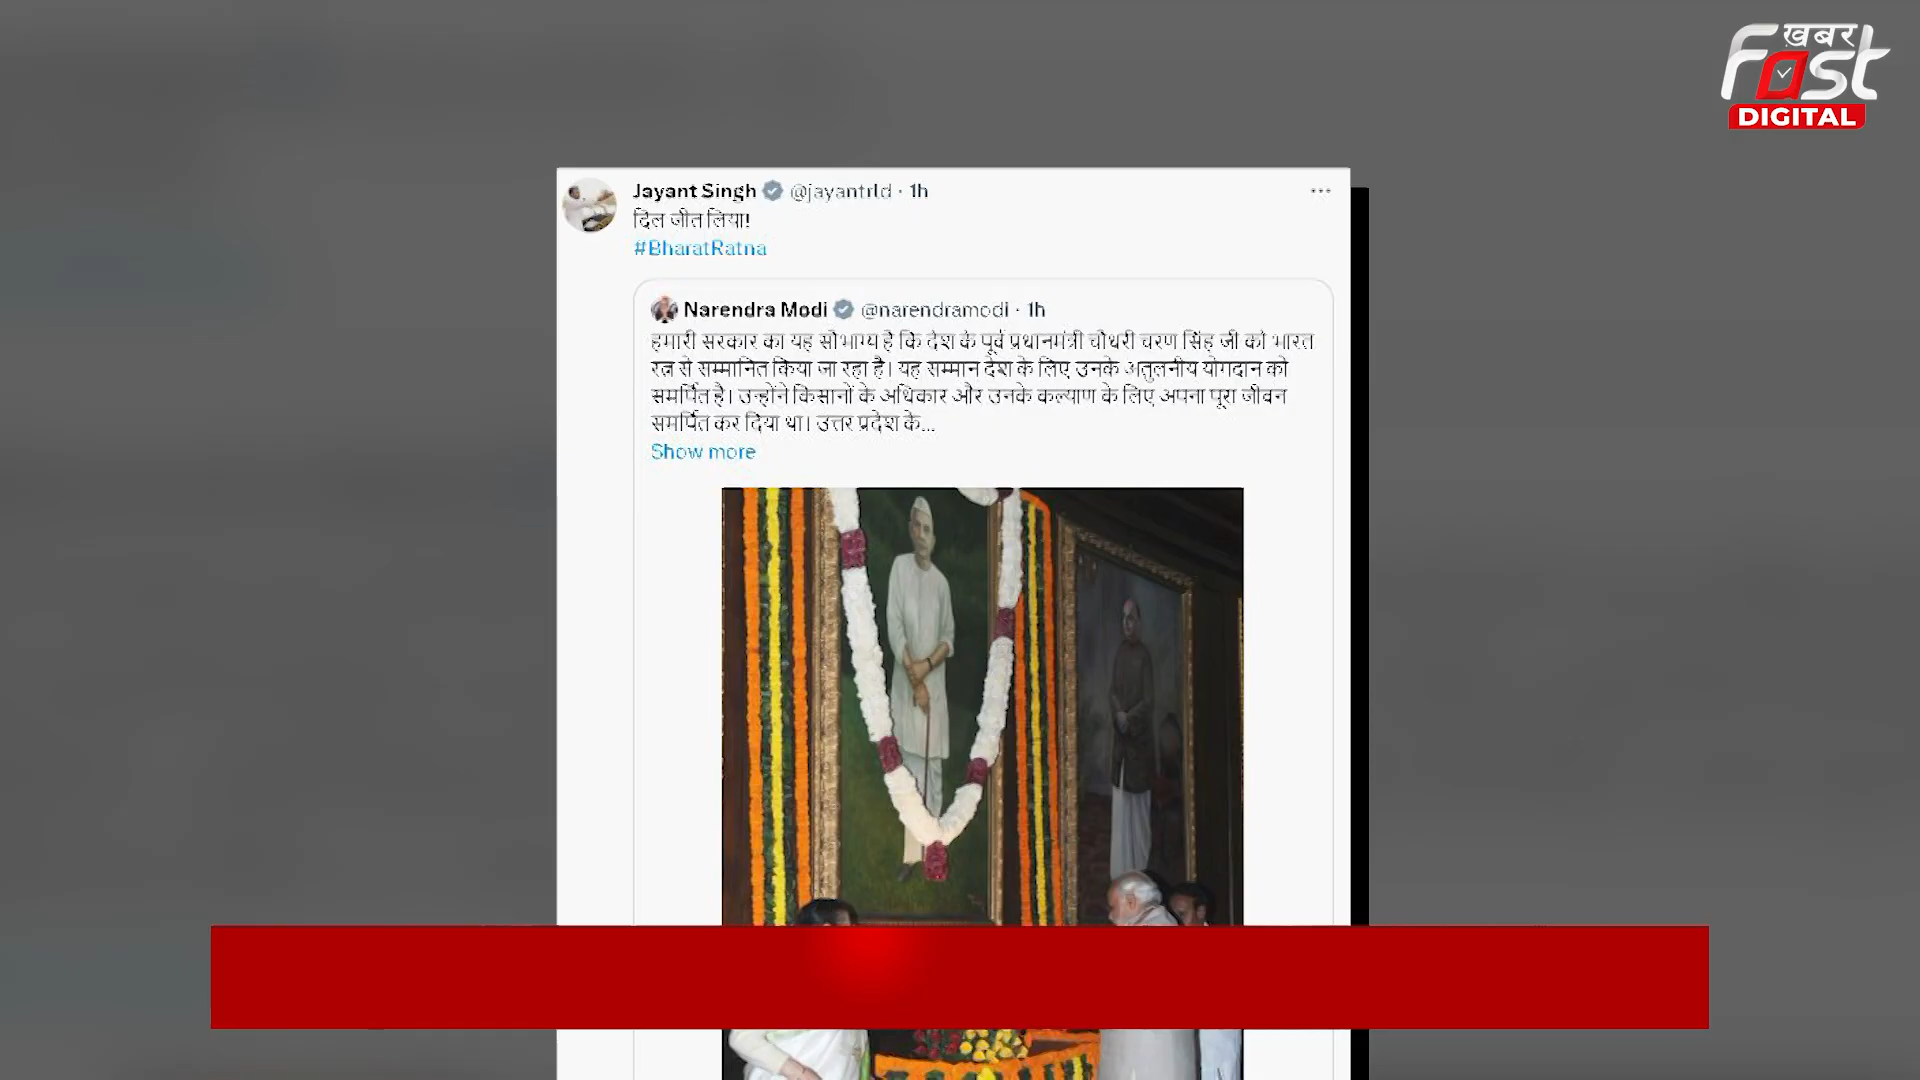 ख़बर
Fast
DIGITAL
Jayant Singh @jayantrld · 1h
दिल जीत लिया!
#BharatRatna
Narendra Modi @narendramodi · 1h
हमारी सरकार का यह सौभाग्य है कि देश के पूर्व प्रधानमंत्री चौधरी चरण सिंह जी को भारत
रत्न से सम्मानित किया जा रहा है। यह सम्मान देश के लिए उनके अतुलनीय योगदान को
समर्पित है। उन्होंने किसानों के अधिकार और उनके कल्याण के लिए अपना पूरा जीवन
समर्पित कर दिया था। उत्तर प्रदेश के...
Show more